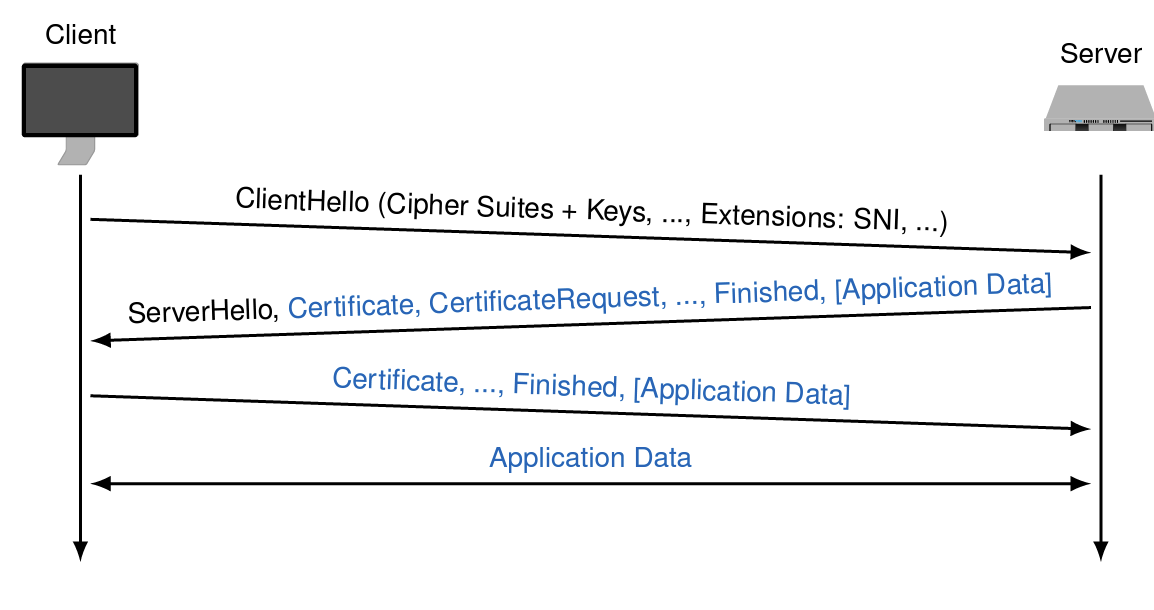 Client
Server
ClientHello (Cipher Suites + Keys, ..., Extensions: SNI, ...)
ServerHello, Certificate, CertificateRequest, ..., Finished, [Application Data]
Certificate, ..., Finished, [Application Data]
Application Data